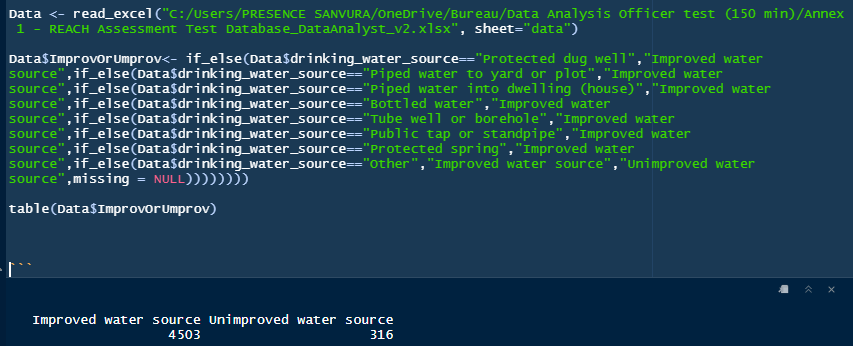 Data <- read_excel("C:/Users/PRESENCE SANVURA/OneDrive/Bureau/Data Analysis Officer test (150 min)/Annex
1 - REACH Assessment Test Database_DataAnalyst_v2.xlsx", sheet="data")
Data$ImprovOrUmprov<- if_else(Data$drinking_water_source=="Protected dug well","Improved water
source",if_else(Data$drinking_water_source=="Piped water to yard or plot","Improved water
source",if_else(Data$drinking_water_source=="Piped water into dwelling (house)","Improved water
source",if_else(Data$drinking_water_source=="Bottled water","Improved water
source",if_else(Data$drinking_water_source=="Tube well or borehole","Improved water
source",if_else(Data$drinking_water_source=="Public tap or standpipe","Improved water
source",if_else(Data$drinking_water_source=="Protected spring","Improved water
source",if_else(Data$drinking_water_source=="Other","Improved water source","Unimproved water
source",missing = NULL))))))))
table(Data$ImprovOrUmprov)
```
Improved water source Unimproved water source
4503 316